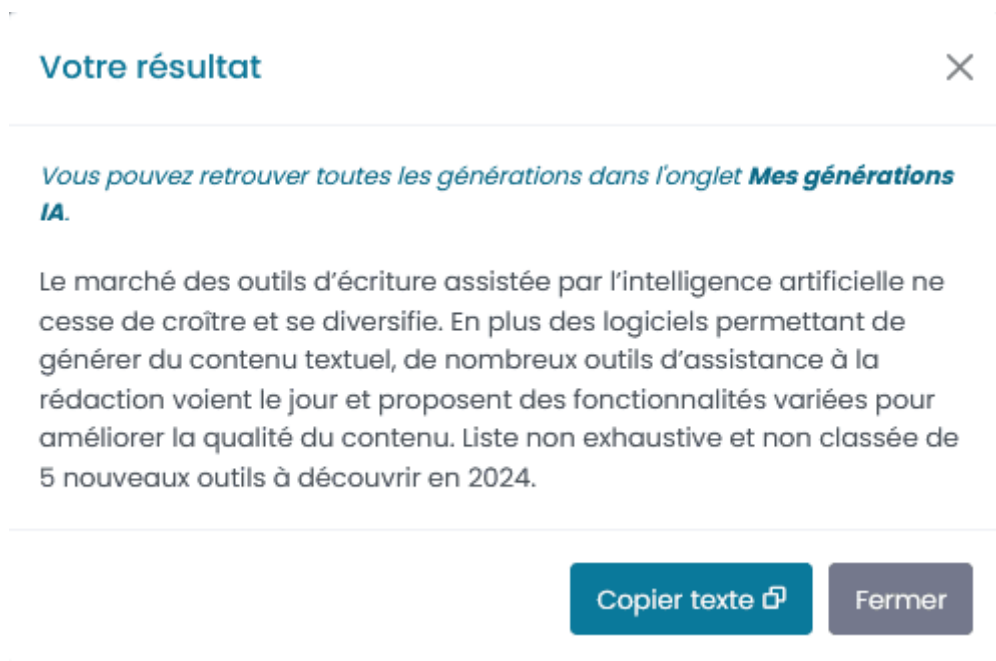 Votre résultat
Vous pouvez retrouver toutes les générations dans l'onglet Mes générations
IA.
Le marché des outils d’écriture assistée par l’intelligence artificielle ne
cesse de croître et se diversifie. En plus des logiciels permettant de
générer du contenu textuel, de nombreux outils d’assistance à la
rédaction voient le jour et proposent des fonctionnalités variées pour
améliorer la qualité du contenu. Liste non exhaustive et non classée de
5 nouveaux outils à découvrir en 2024.
Copier texte
Fermer